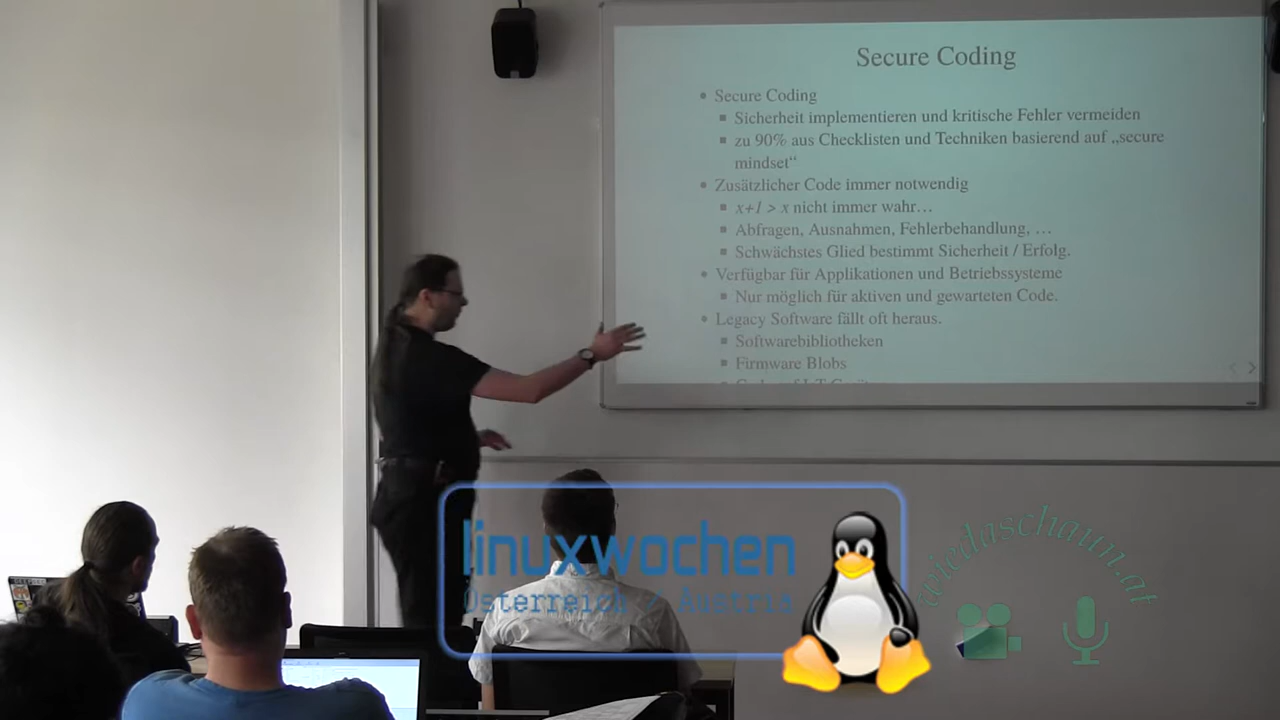 Secure Coding
• Secure Coding
▪ Sicherheit implementieren und kritische Fehler vermeiden
▪ zu 90% aus Checklisten und Techniken basierend auf „secure
mindset“
• Zusätzlicher Code immer notwendig
▪ x+1 > x nicht immer wahr…
▪ Abfragen, Ausnahmen, Fehlerbehandlung, …
▪ Schwächstes Glied bestimmt Sicherheit / Erfolg.
• Verfügbar für Applikationen und Betriebssysteme
▪ Nur möglich für aktiven und gewarteten Code.
• Legacy Software fällt oft heraus.
▪ Softwarebibliotheken
▪ Firmware Blobs
linuxwochen
Österreich / Austria
wiedaschaun.at